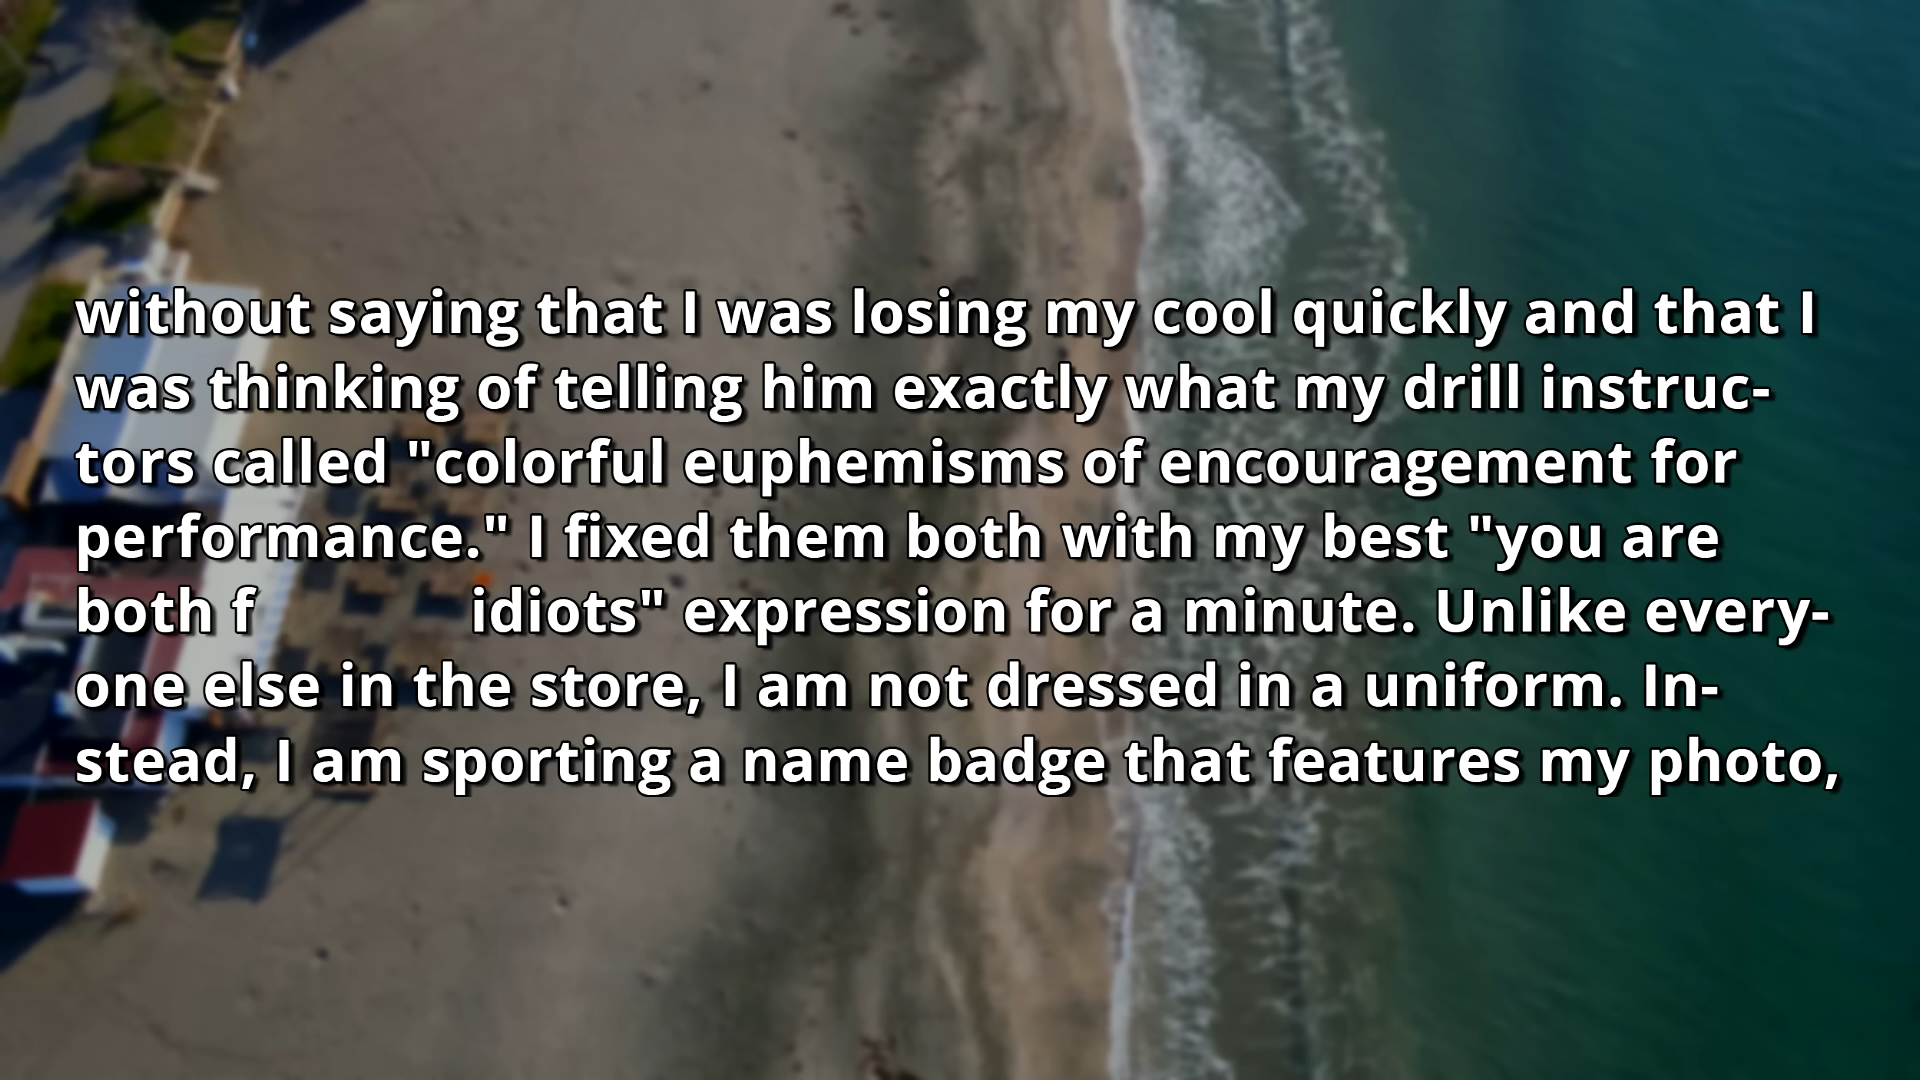 without saying that I was losing my cool quickly and that I
was thinking of telling him exactly what my drill instruc-
tors called "colorful euphemisms of encouragement for
performance." I fixed them both with my best "you are
both f idiots" expression for a minute. Unlike every-
one else in the store, I am not dressed in a uniform. In-
stead, I am sporting a name badge that features my photo,